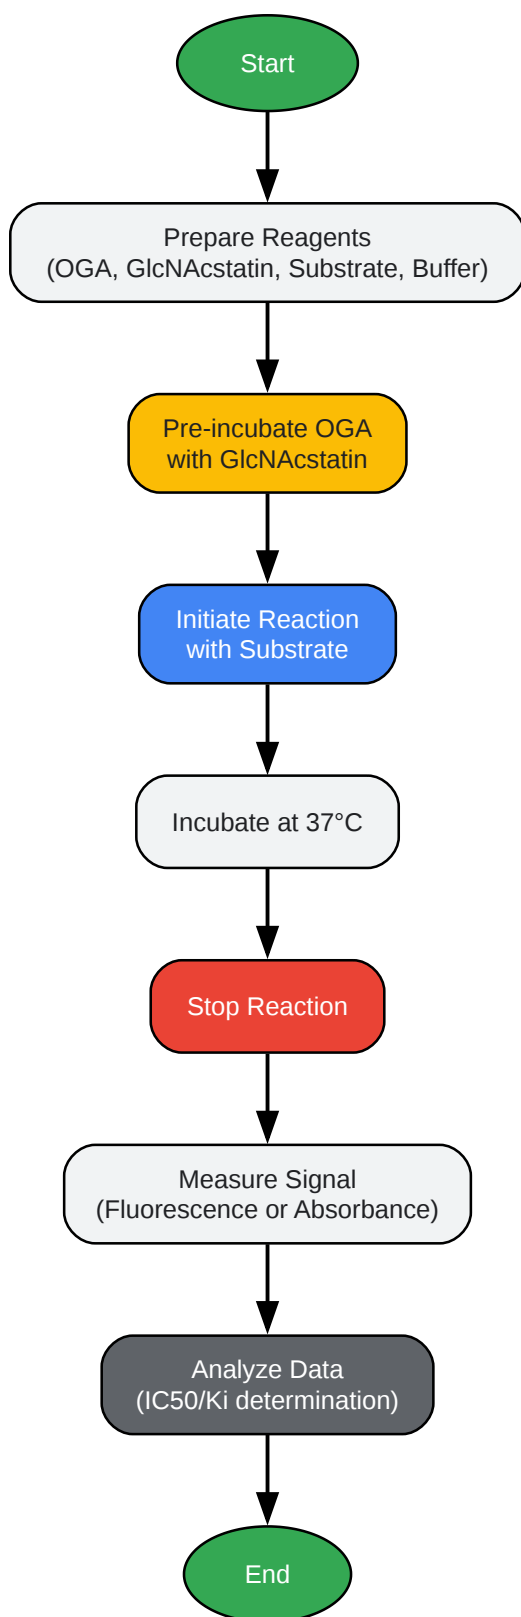 Start
Prepare Reagents
(OGA, GlcNAcstatin, Substrate, Buffer)
Pre-incubate OGA
with GlcNAcstatin
Initiate Reaction
with Substrate
Incubate at 37°C
Stop Reaction
Measure Signal
(Fluorescence or Absorbance)
Analyze Data
(IC50/Ki determination)
End